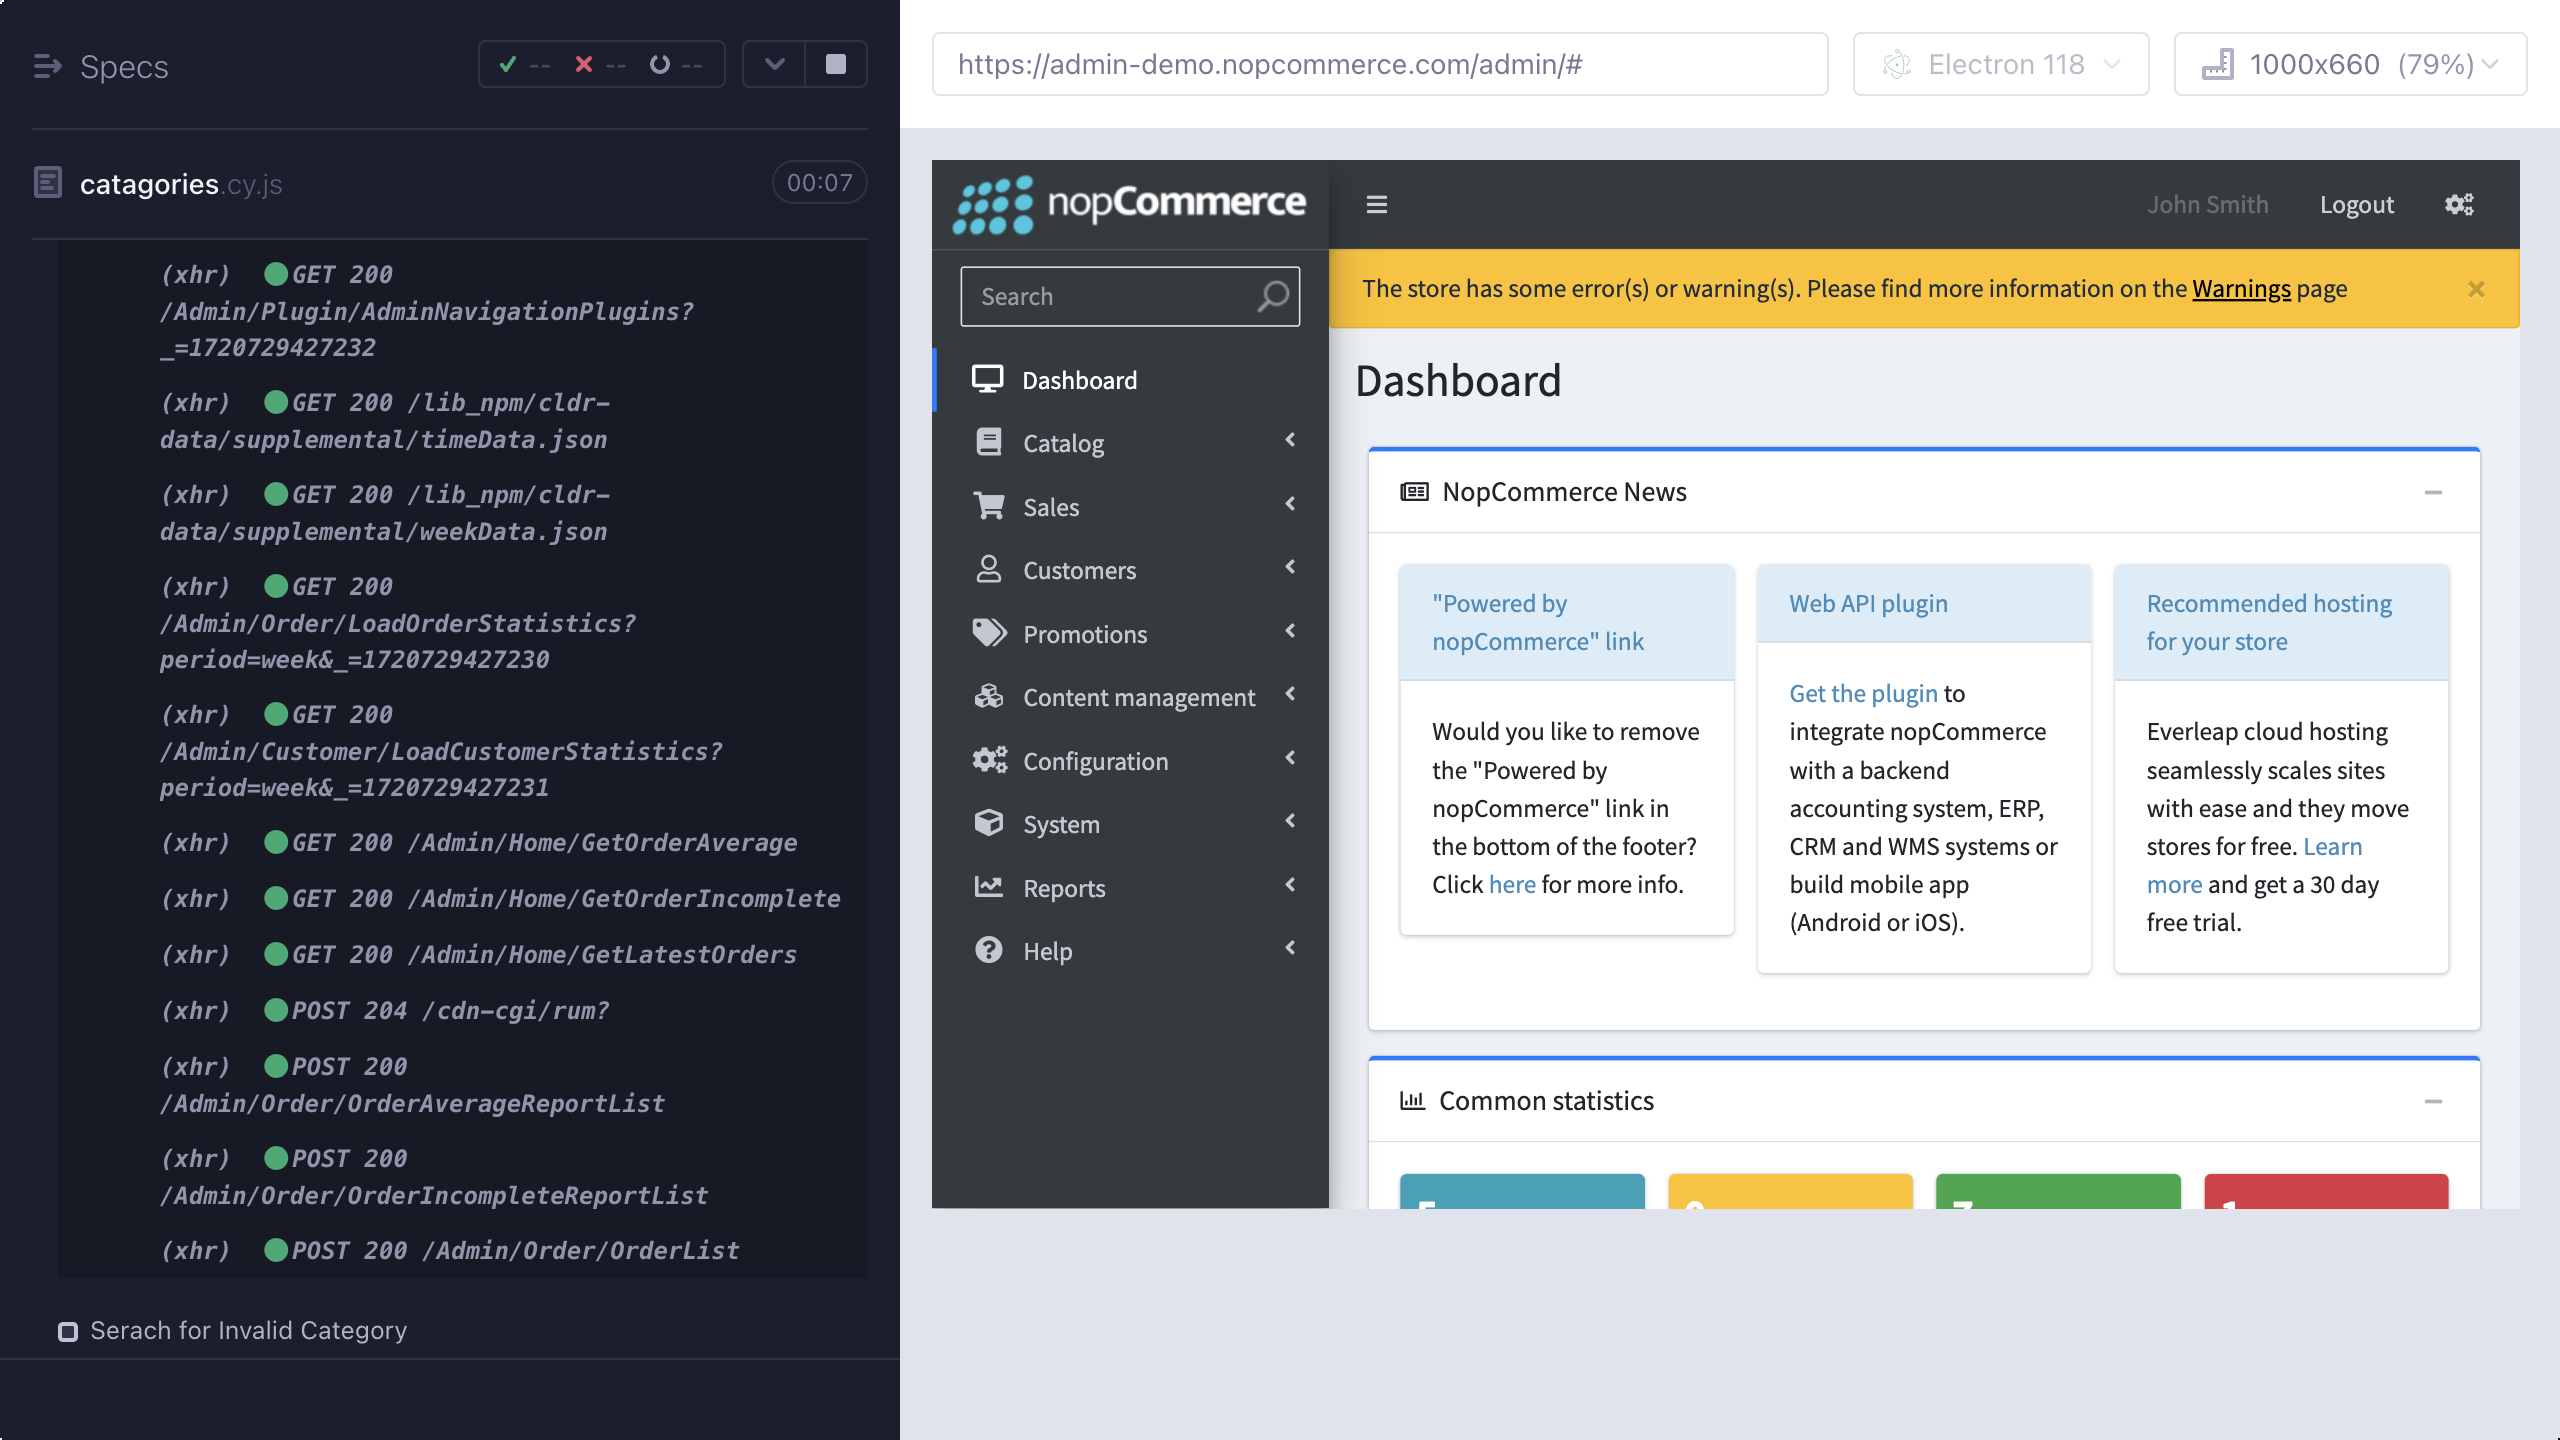 Specs
--
--
--
catagories.cy.js
00:07
(xhr) GET 200
/Admin/Plugin/AdminNavigationPlugins?
_=1720729427232
(xhr) GET 200 /lib_npm/cldr-
data/supplemental/timeData.json
(xhr) GET 200 /lib_npm/cldr-
data/supplemental/weekData.json
(xhr) GET 200
/Admin/Order/LoadOrderStatistics?
period=week&_=1720729427230
(xhr) GET 200
/Admin/Customer/LoadCustomerStatistics?
period=week&_=1720729427231
(xhr) GET 200 /Admin/Home/GetOrderAverage
(xhr) GET 200 /Admin/Home/GetOrderIncomplete
(xhr) GET 200 /Admin/Home/GetLatestOrders
(xhr) POST 204 /cdn-cgi/rum?
(xhr) POST 200
/Admin/Order/OrderAverageReportList
(xhr) POST 200
/Admin/Order/OrderIncompleteReportList
(xhr) POST 200 /Admin/Order/OrderList
Serach for Invalid Category
https://admin-demo.nopcommerce.com/admin/#
Electron 118
1000x660 (79%)
nopCommerce
John Smith
Logout
Search
Dashboard
Catalog
Sales
Customers
Promotions
Content management
Configuration
System
Reports
Help
The store has some error(s) or warning(s). Please find more information on the Warnings page
Dashboard
NopCommerce News
"Powered by
nopCommerce" link
Would you like to remove
the "Powered by
nopCommerce" link in
the bottom of the footer?
Click here for more info.
Web API plugin
Get the plugin to
integrate nopCommerce
with a backend
accounting system, ERP,
CRM and WMS systems or
build mobile app
(Android or iOS).
Recommended hosting
for your store
Everleap cloud hosting
seamlessly scales sites
with ease and they move
stores for free. Learn
more and get a 30 day
free trial.
Common statistics